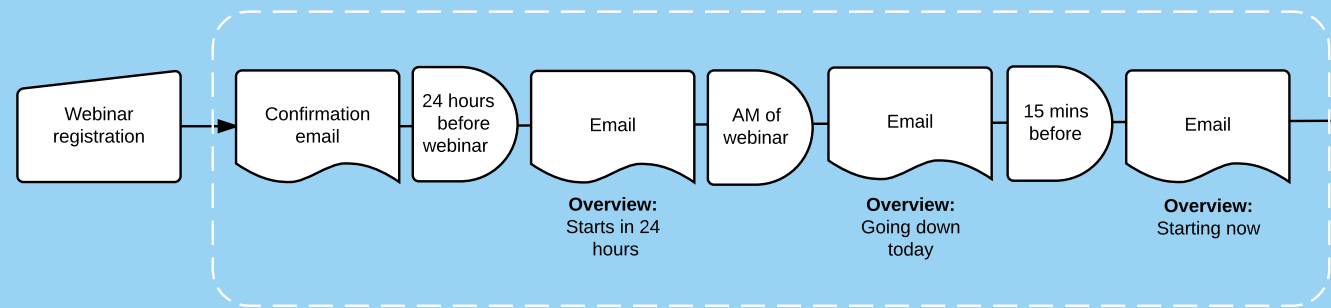 Webinar
registration
Confirmation
email
24 hours
before
webinar
Email
Overview:
Starts in 24
hours
AM of
webinar
Email
Overview:
Going down
today
15 mins
before
Email
Overview:
Starting now